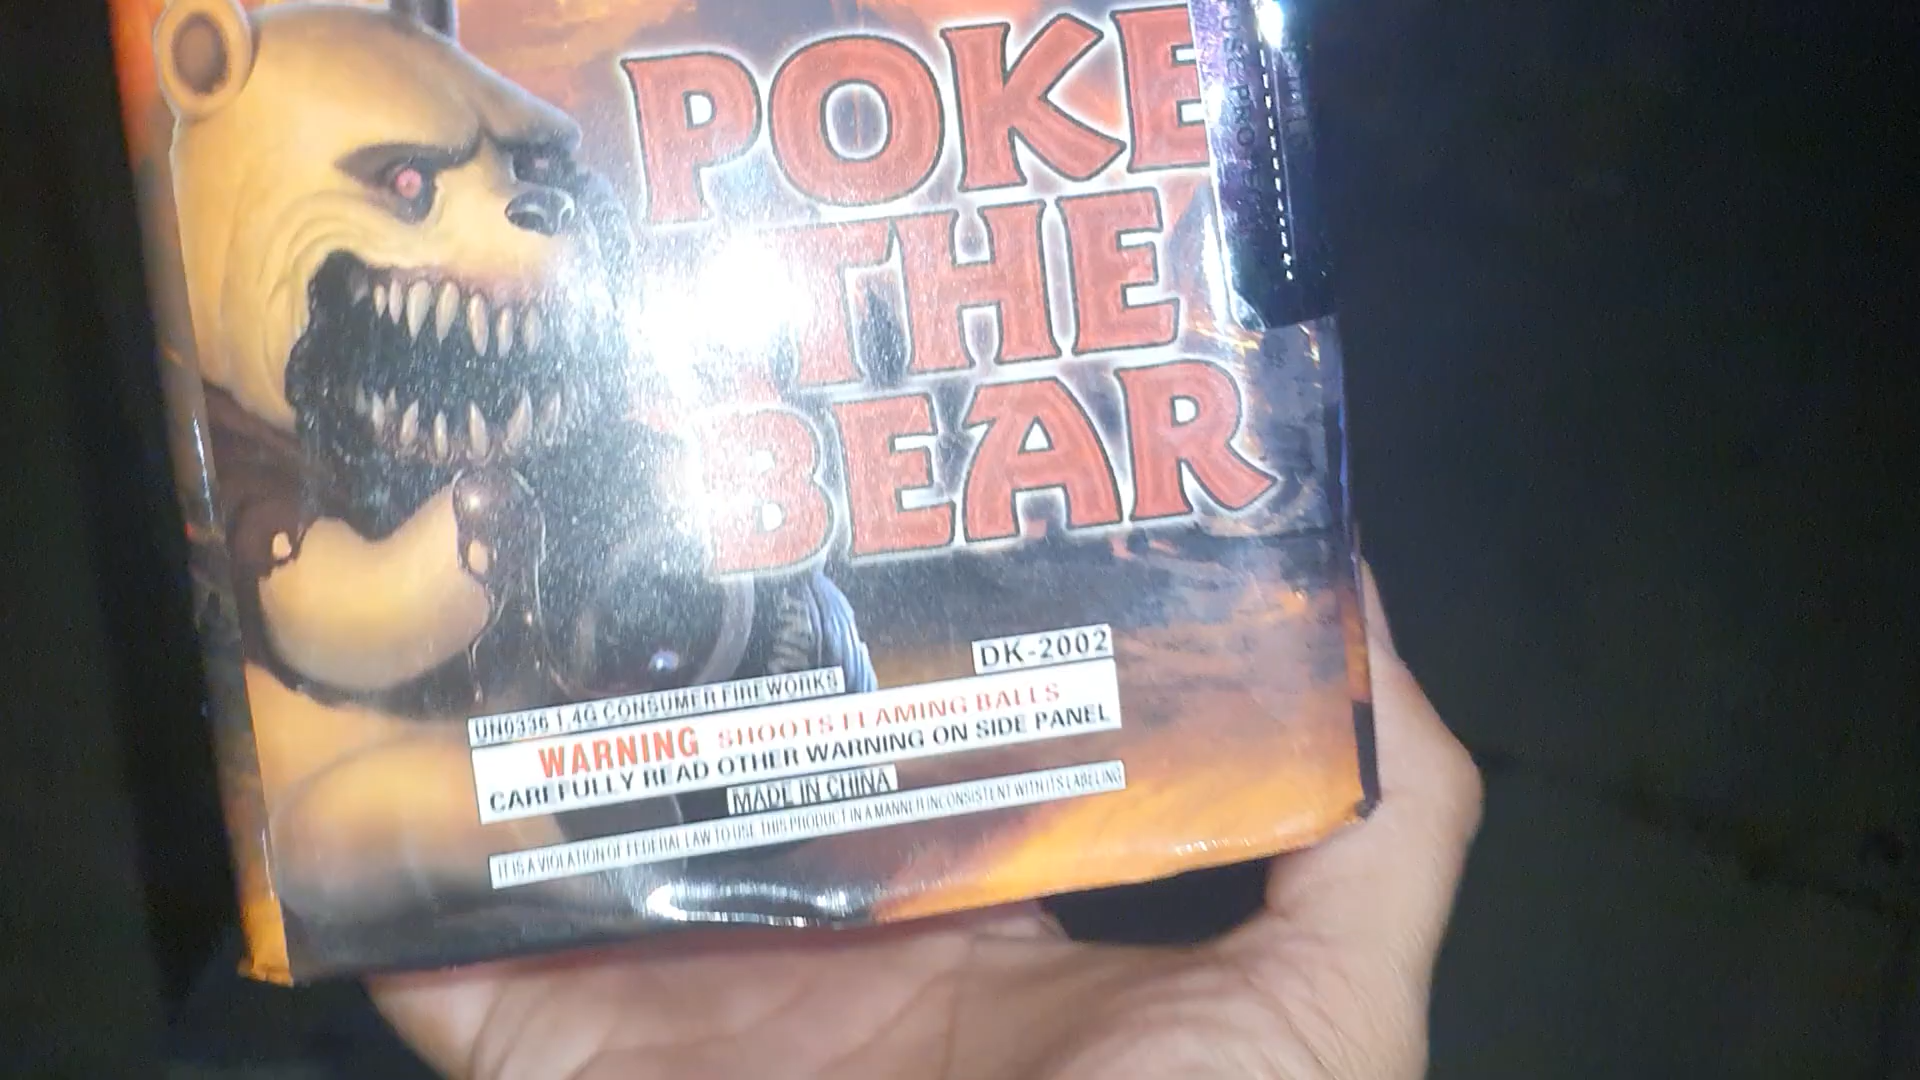 POKE
THE
BEAR
DK-2002
UN0336 1.4G CONSUMER FIREWORKS
WARNING SHOOTS FLAMING BALLS
CAREFULLY READ OTHER WARNING ON SIDE PANEL
MADE IN CHINA
IT IS A VIOLATION OF FEDERAL LAW TO USE THIS PRODUCT IN A MANNER INCONSISTENT WITH ITS LABELING